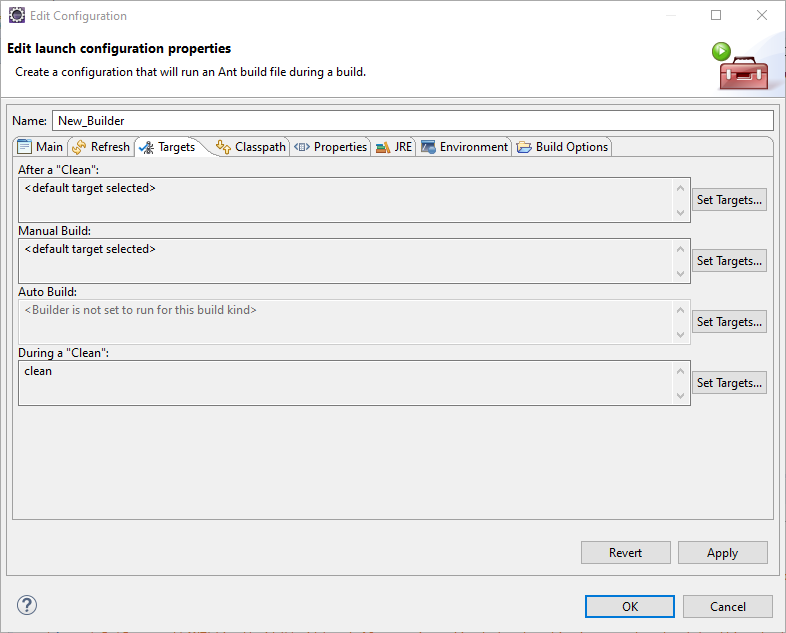 Edit Configuration
Edit launch configuration properties
Create a configuration that will run an Ant build file during a build.
Name: New_Builder
Main Refresh Targets Classpath Properties JRE Environment Build Options
After a "Clean":
<default target selected>
Set Targets...
Manual Build:
<default target selected>
Set Targets...
Auto Build:
<Builder is not set to run for this build kind>
Set Targets...
During a "Clean":
clean
Set Targets...
Revert Apply
? OK Cancel